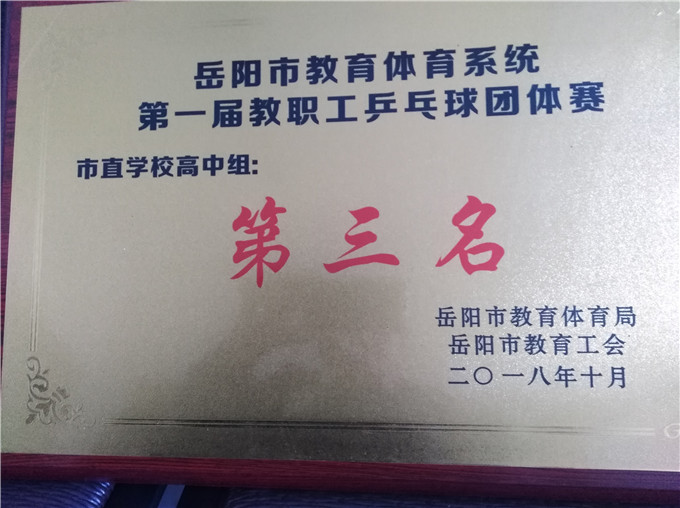 岳阳市教育体育系统
第一届教职工乒乓球团体赛
市直学校高中组:
第三名
岳阳市教育体育局
岳阳市教育工会
二〇一八年十月